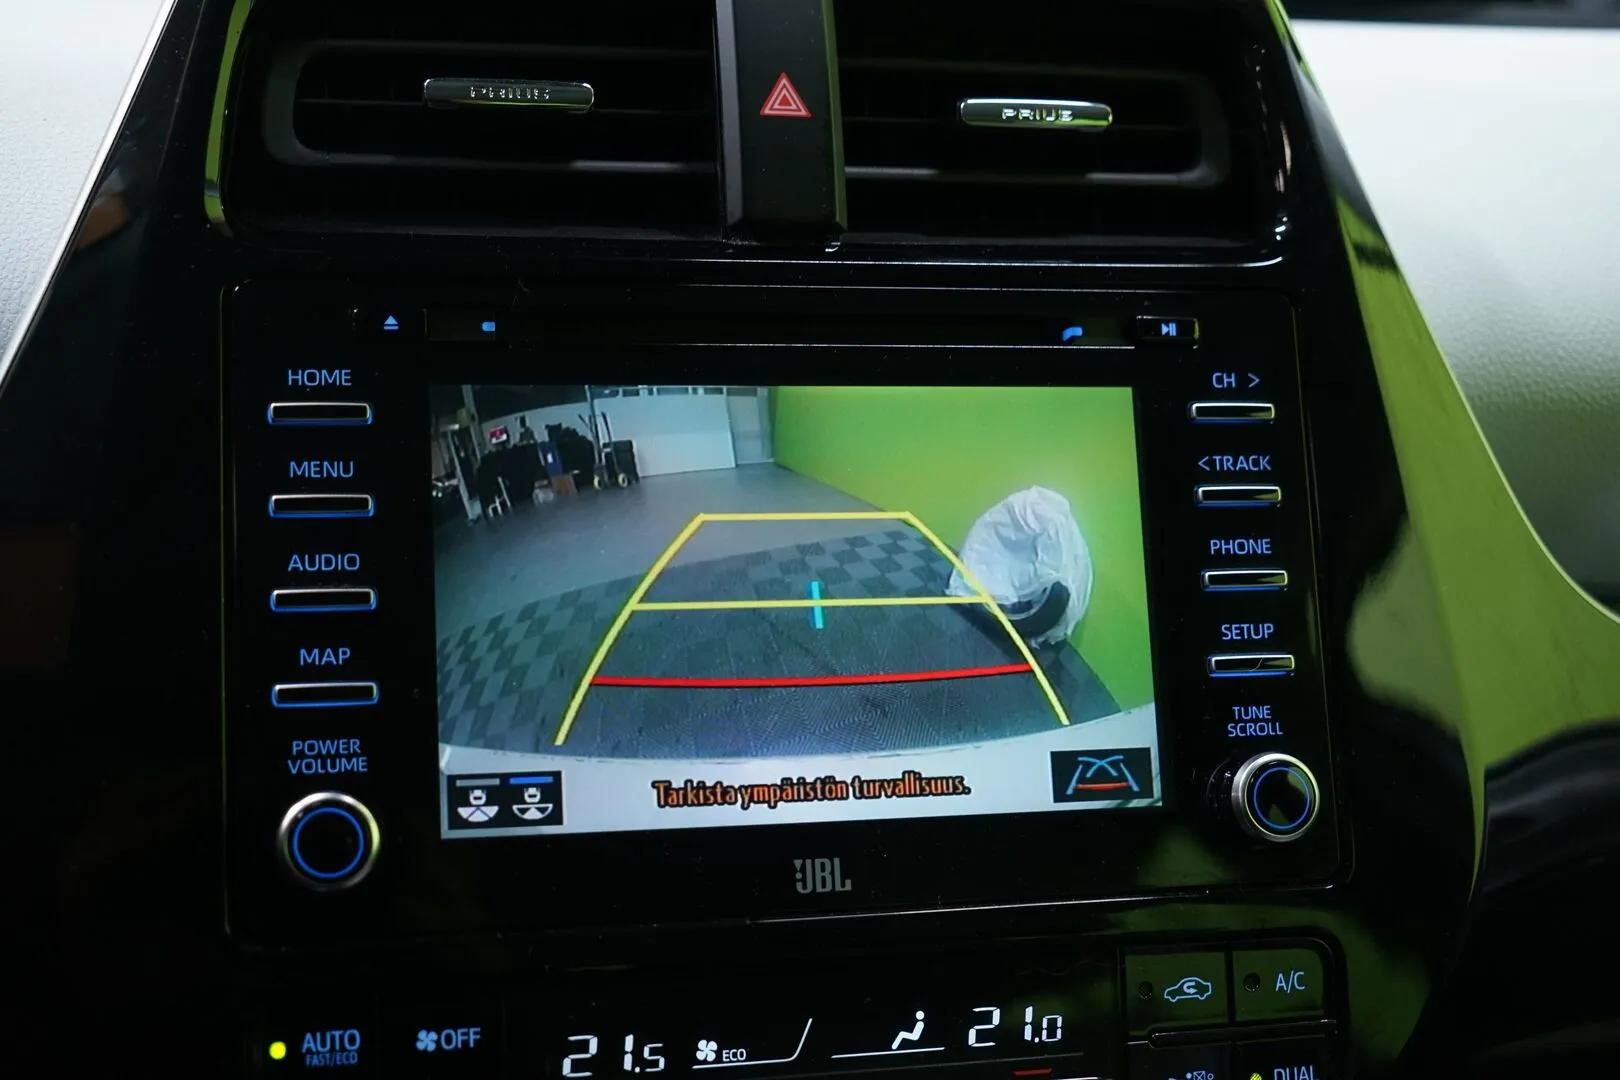 PRIUS
PRIUS
HOME
MENU
AUDIO
MAP
POWER
VOLUME
CH >
<TRACK
PHONE
SETUP
TUNE
SCROLL
Tarkista ympäristön turvallisuus.
JBL
AUTO
FAST/ECO
OFF
21.5
ECO
21.0
A/C
DUAL